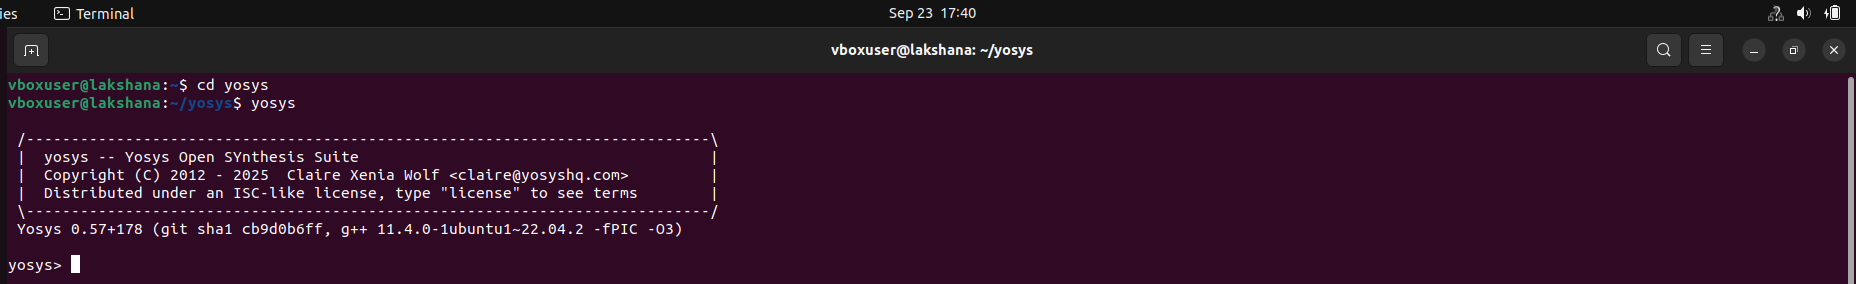 ies Terminal Sep 23 17:40
vboxuser@lakshana: ~/yosys
vboxuser@lakshana:~$ cd yosys
vboxuser@lakshana:~/yosys$ yosys
/----------------------------------------------------------------------------\
| yosys -- Yosys Open SYnthesis Suite |
| Copyright (C) 2012 - 2025 Claire Xenia Wolf <claire@yosyshq.com> |
| Distributed under an ISC-like license, type "license" to see terms |
\----------------------------------------------------------------------------/
Yosys 0.57+178 (git sha1 cb9d0b6ff, g++ 11.4.0-1ubuntu1~22.04.2 -fPIC -O3)
yosys>